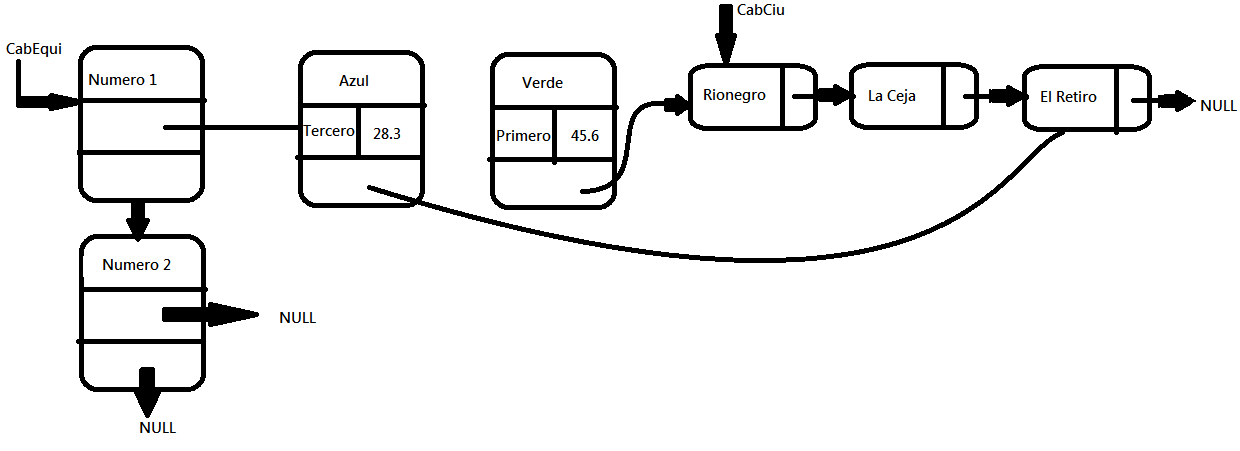 CabEqui
Numero 1
Azul
Tercero
28.3
Verde
Primero
45.6
CabCiu
Rionegro
La Ceja
El Retiro
NULL
Numero 2
NULL
NULL